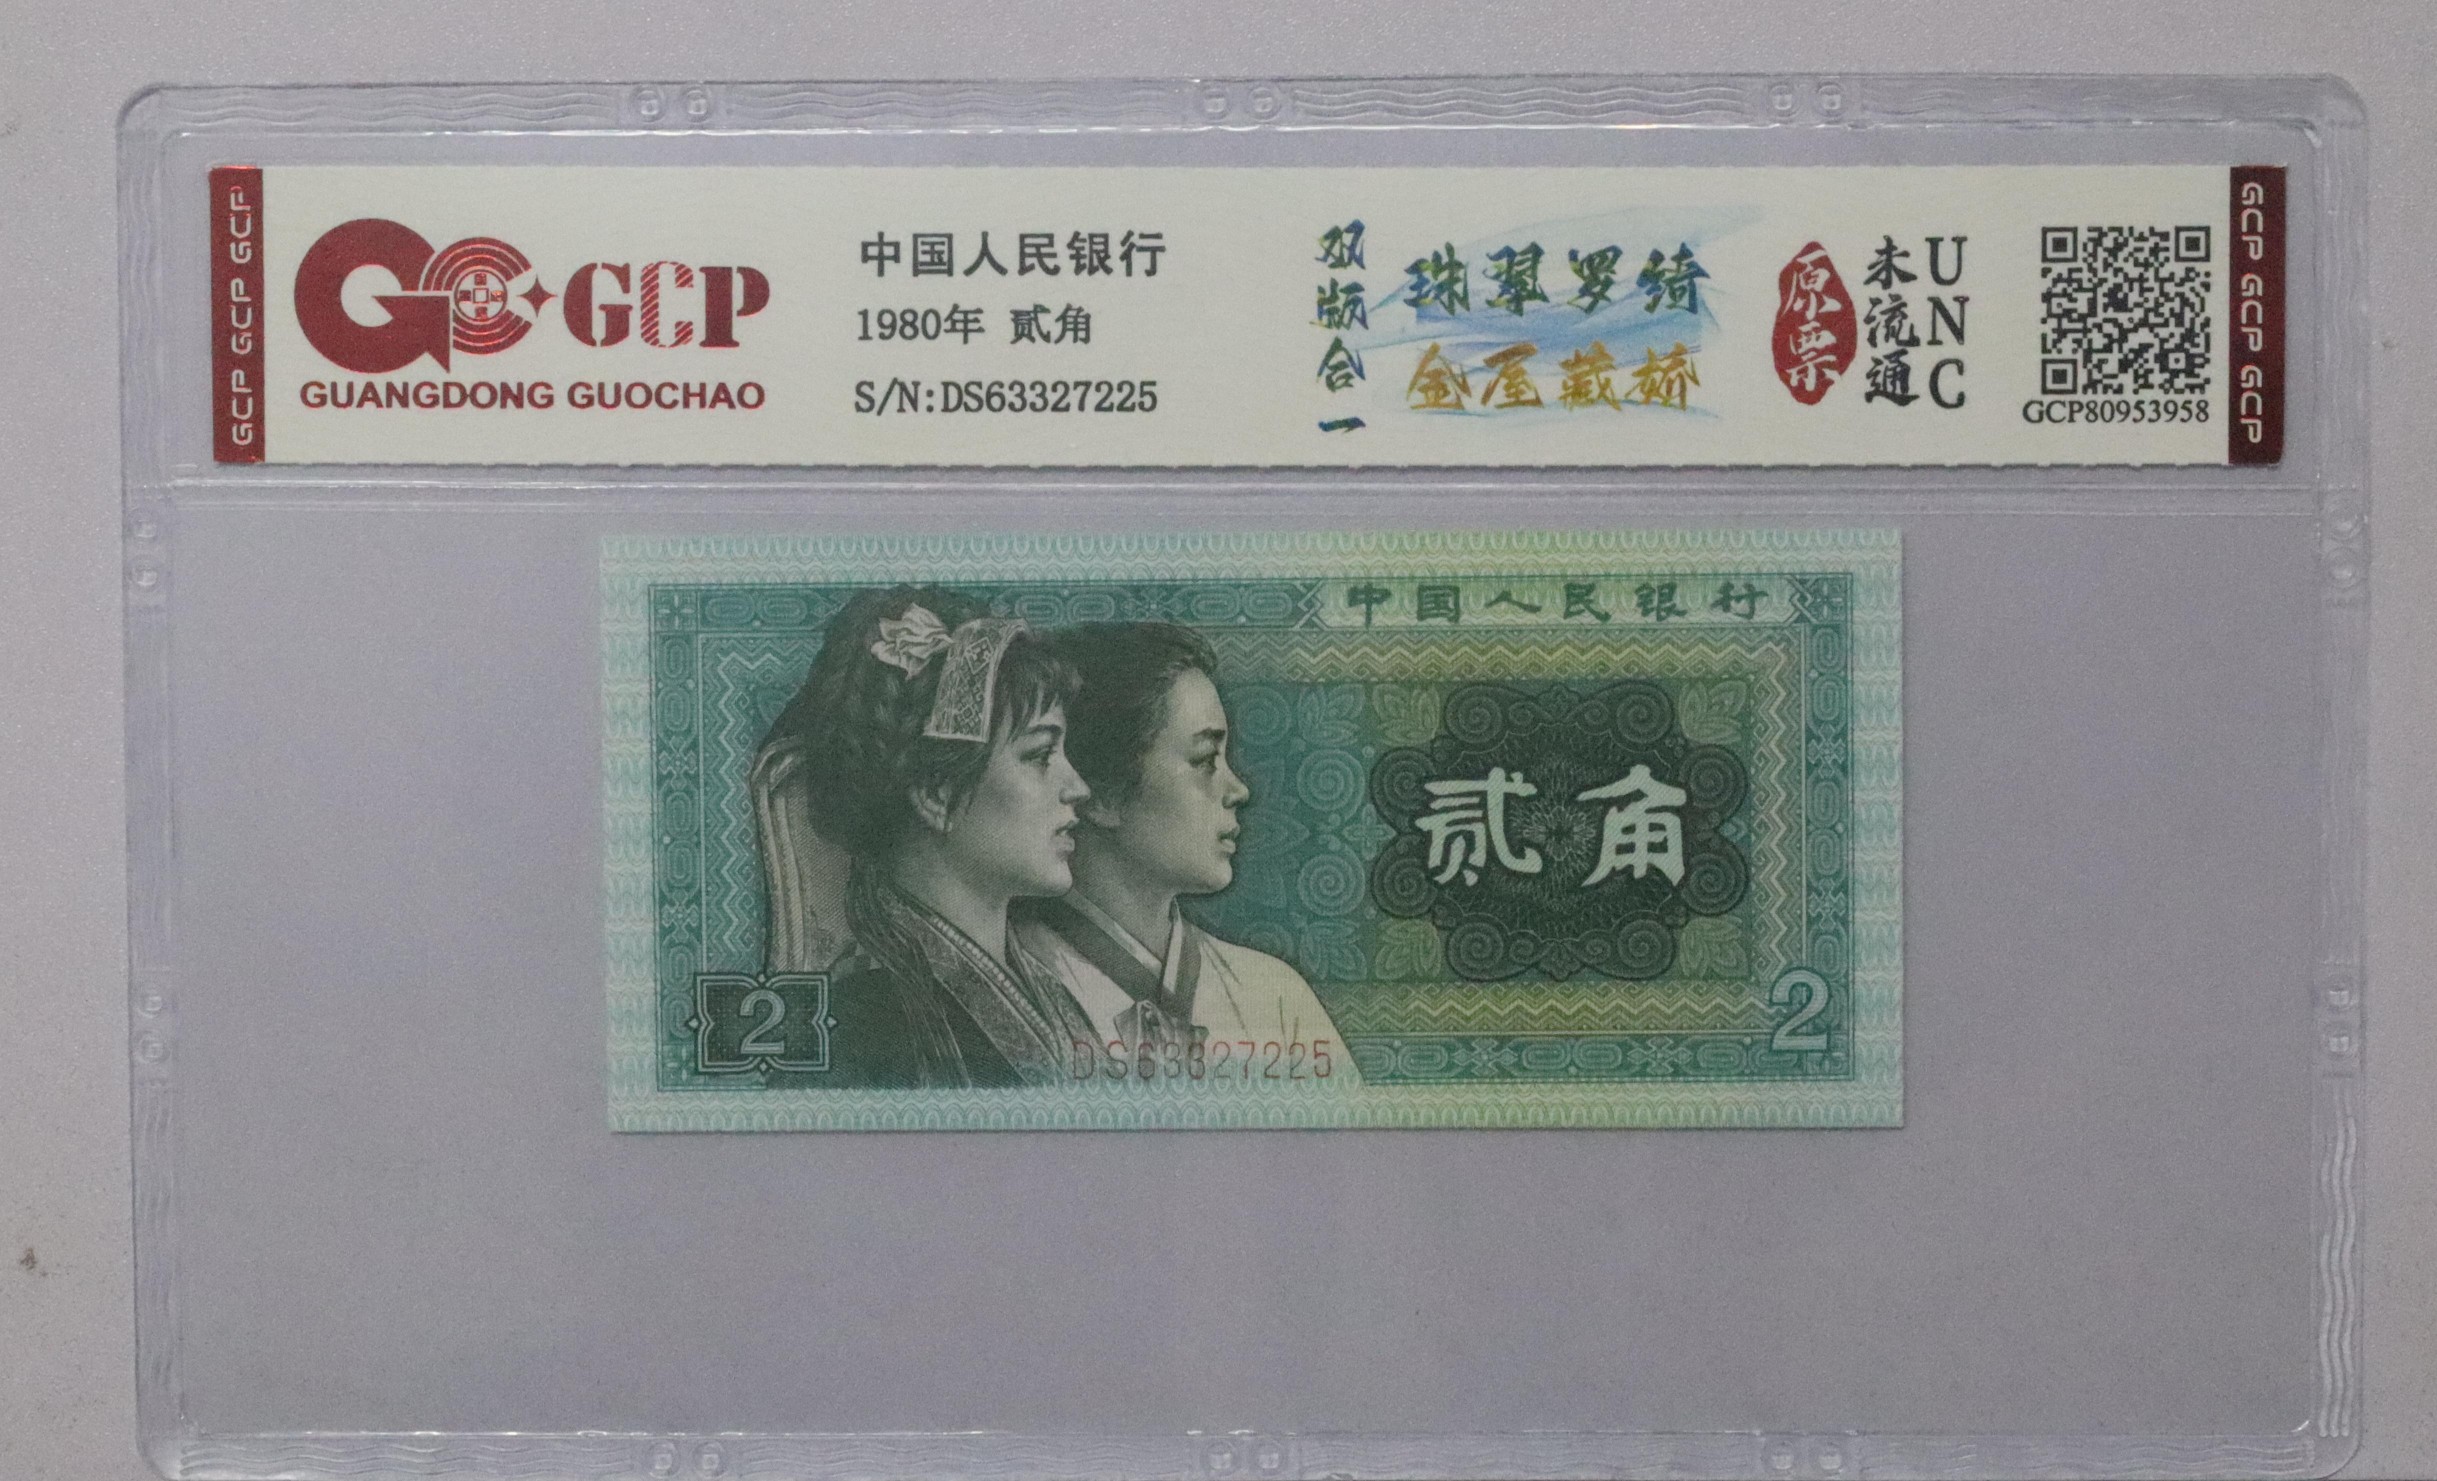 GCP GCP GCP GCP
GCP
GUANGDONG GUOCHAO
中国人民银行
1980年 贰角
S/N:DS63327225
双版合一
珠翠罗绮
金屋藏娇
原票
未流通
UNC
GCP80953958
GCP GCP GCP GCP
中国人民银行
贰角
2
2
DS63327225